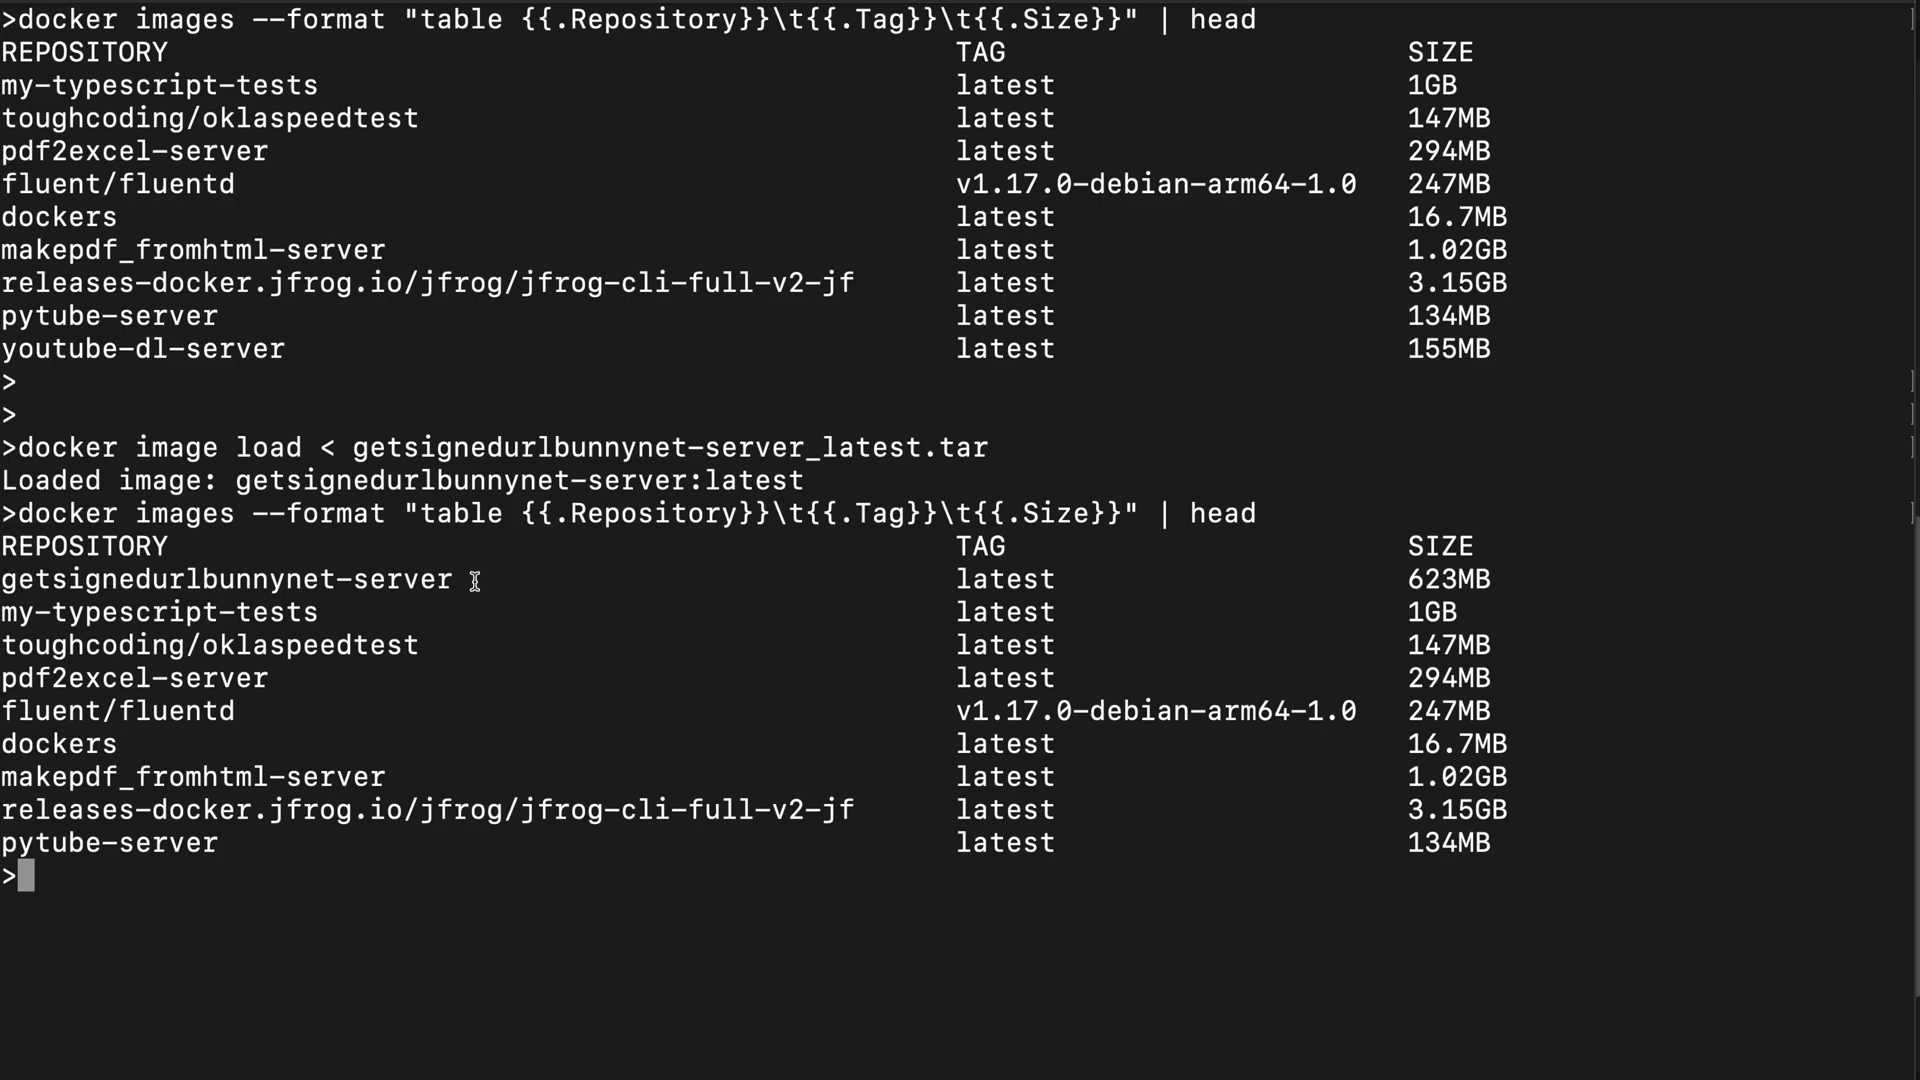 >docker images --format "table {{.Repository}}\t{{.Tag}}\t{{.Size}}" | head
REPOSITORY TAG SIZE
my-typescript-tests latest 1GB
toughcoding/oklaspeedtest latest 147MB
pdf2excel-server latest 294MB
fluent/fluentd v1.17.0-debian-arm64-1.0 247MB
dockers latest 16.7MB
makepdf_fromhtml-server latest 1.02GB
releases-docker.jfrog.io/jfrog/jfrog-cli-full-v2-jf latest 3.15GB
pytube-server latest 134MB
youtube-dl-server latest 155MB
>
>
>docker image load < getsignedurlbunnynet-server_latest.tar
Loaded image: getsignedurlbunnynet-server:latest
>docker images --format "table {{.Repository}}\t{{.Tag}}\t{{.Size}}" | head
REPOSITORY TAG SIZE
getsignedurlbunnynet-server latest 623MB
my-typescript-tests latest 1GB
toughcoding/oklaspeedtest latest 147MB
pdf2excel-server latest 294MB
fluent/fluentd v1.17.0-debian-arm64-1.0 247MB
dockers latest 16.7MB
makepdf_fromhtml-server latest 1.02GB
releases-docker.jfrog.io/jfrog/jfrog-cli-full-v2-jf latest 3.15GB
pytube-server latest 134MB
>